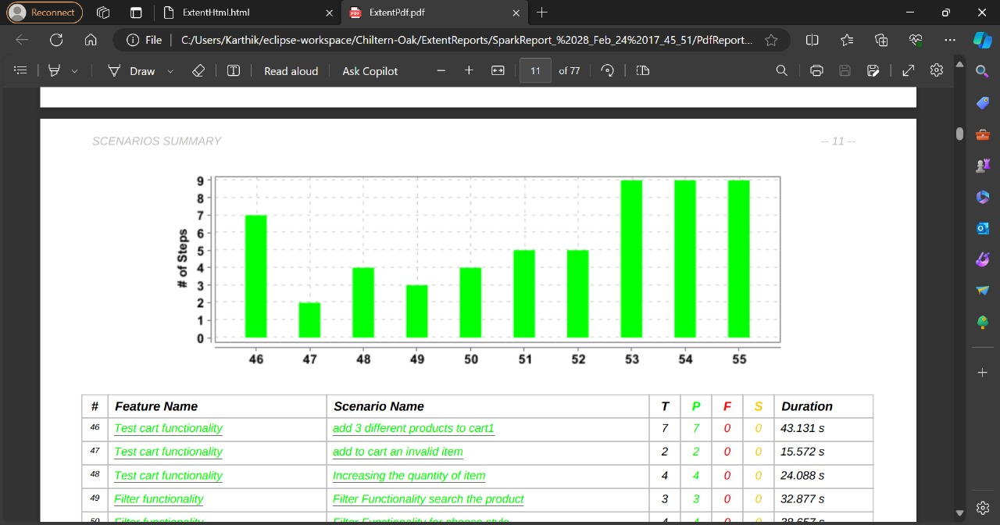 Reconnect
ExtentHtml.html
ExtentPdf.pdf
File
C:/Users/Karthik/eclipse-workspace/Chiltern-Oak/ExtentReports/SparkReport_%2028_Feb_24%2017_45_51/PdfReport...
Draw
Read aloud
Ask Copilot
11 of 77
SCENARIOS SUMMARY -- 11 --
# of Steps
9
8
7
6
5
4
3
2
1
0
46 47 48 49 50 51 52 53 54 55
# Feature Name Scenario Name T P F S Duration
46 Test cart functionality add 3 different products to cart1 7 7 0 0 43.131 s
47 Test cart functionality add to cart an invalid item 2 2 0 0 15.572 s
48 Test cart functionality Increasing the quantity of item 4 4 0 0 24.088 s
49 Filter functionality Filter Functionality search the product 3 3 0 0 32.877 s
50 Filter functionality Filter Functionality for choose style 4 4 0 0